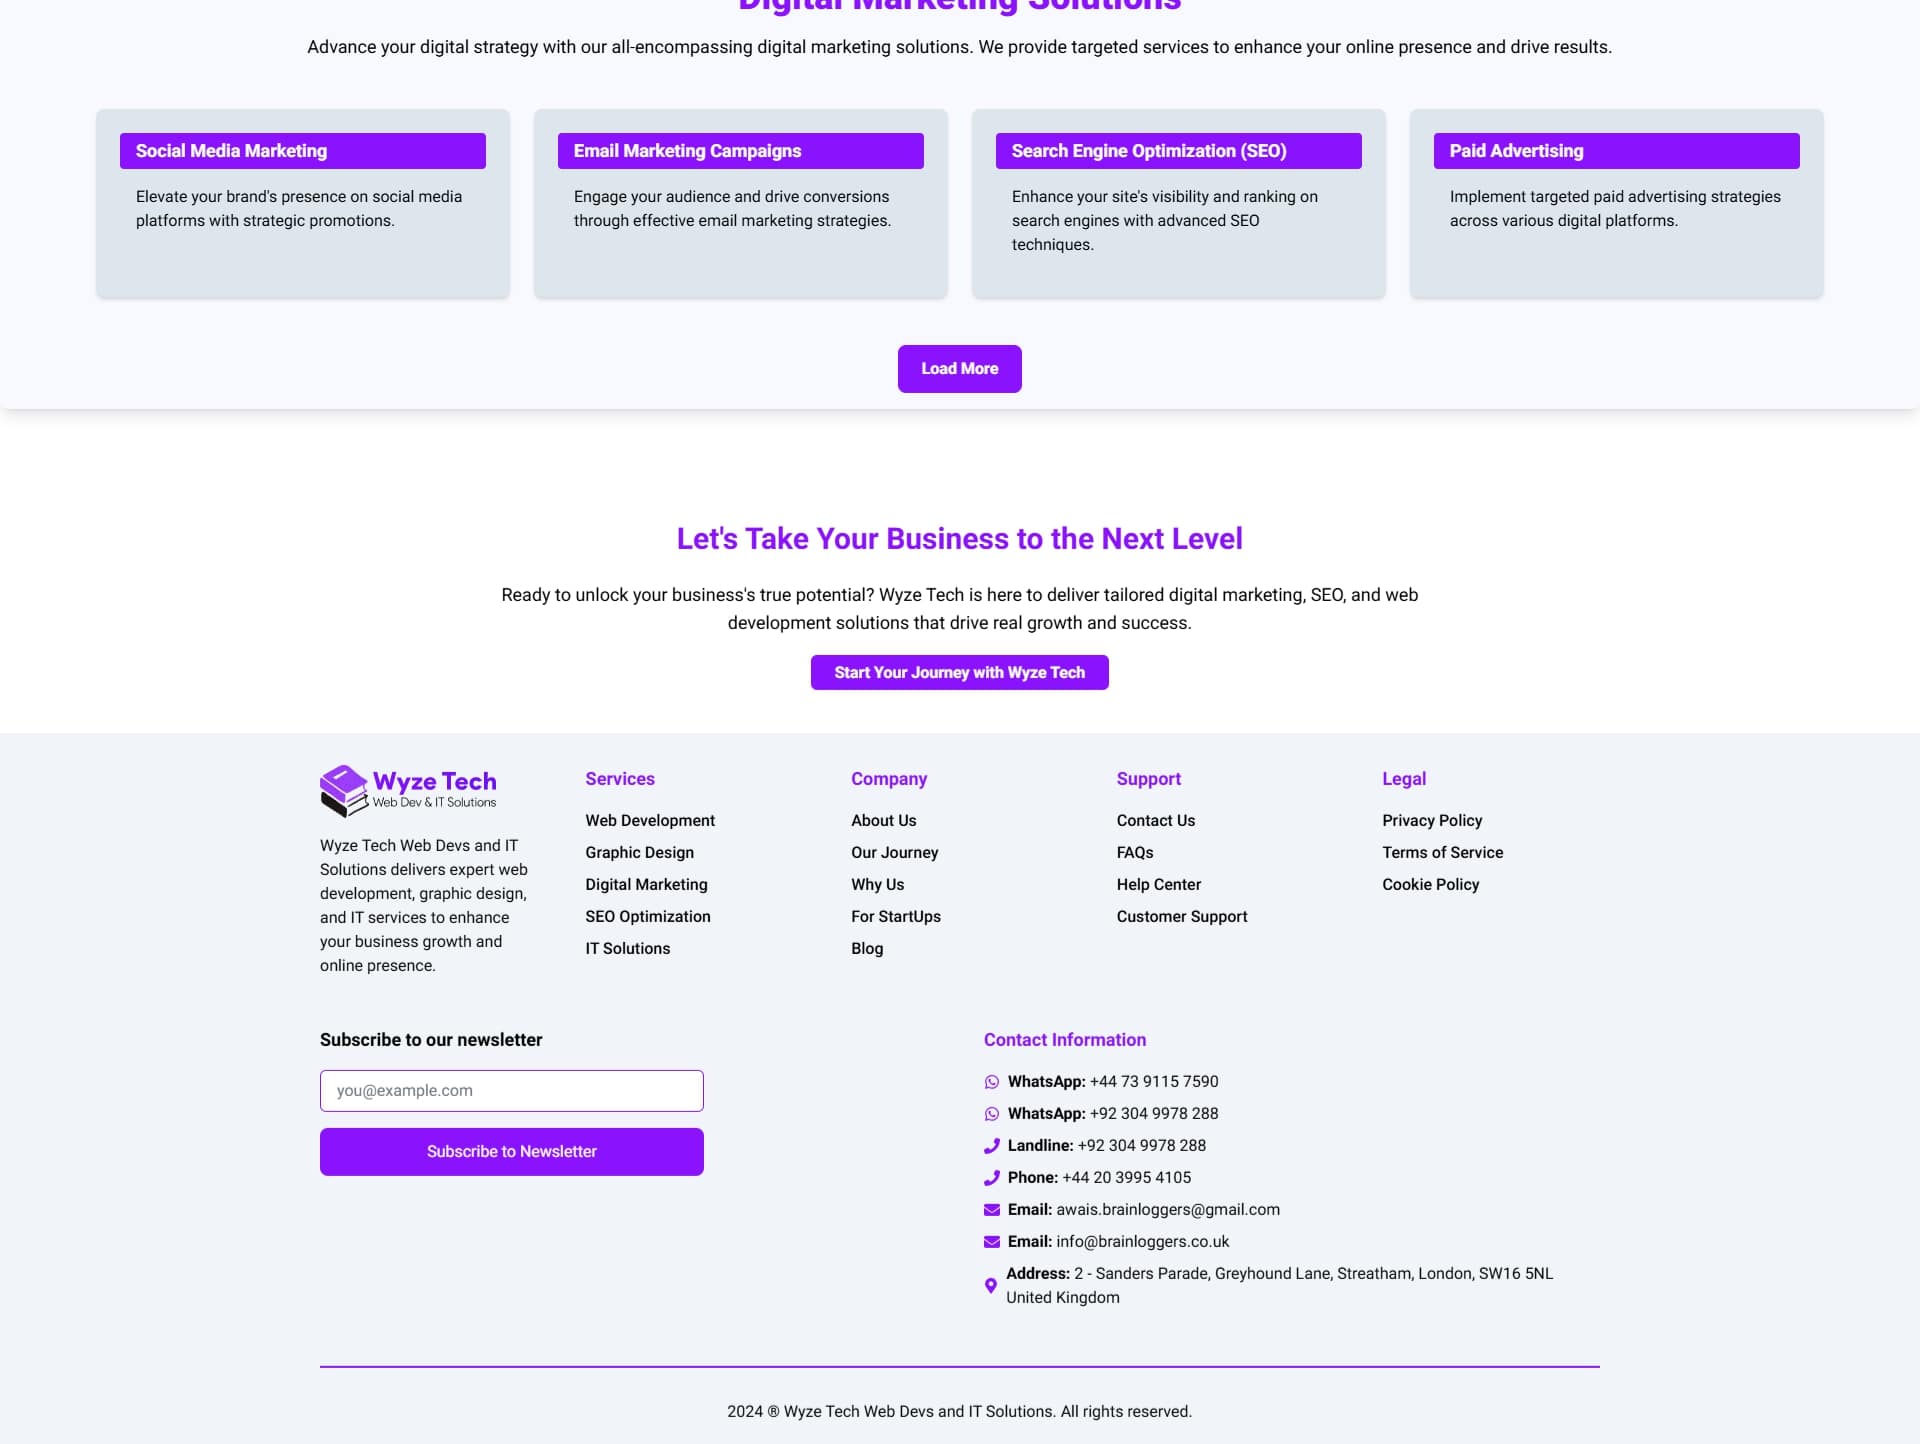 Digital Marketing Solutions
Advance your digital strategy with our all-encompassing digital marketing solutions. We provide targeted services to enhance your online presence and drive results.
Social Media Marketing
Elevate your brand's presence on social media
platforms with strategic promotions.
Email Marketing Campaigns
Engage your audience and drive conversions
through effective email marketing strategies.
Search Engine Optimization (SEO)
Enhance your site's visibility and ranking on
search engines with advanced SEO
techniques.
Paid Advertising
Implement targeted paid advertising strategies
across various digital platforms.
Load More
Let's Take Your Business to the Next Level
Ready to unlock your business's true potential? Wyze Tech is here to deliver tailored digital marketing, SEO, and web
development solutions that drive real growth and success.
Start Your Journey with Wyze Tech
Wyze Tech
Web Dev & IT Solutions
Wyze Tech Web Devs and IT
Solutions delivers expert web
development, graphic design,
and IT services to enhance
your business growth and
online presence.
Services
Web Development
Graphic Design
Digital Marketing
SEO Optimization
IT Solutions
Company
About Us
Our Journey
Why Us
For StartUps
Blog
Support
Contact Us
FAQs
Help Center
Customer Support
Legal
Privacy Policy
Terms of Service
Cookie Policy
Subscribe to our newsletter
you@example.com
Subscribe to Newsletter
Contact Information
WhatsApp: +44 73 9115 7590
WhatsApp: +92 304 9978 288
Landline: +92 304 9978 288
Phone: +44 20 3995 4105
Email: awais.brainloggers@gmail.com
Email: info@brainloggers.co.uk
Address: 2 - Sanders Parade, Greyhound Lane, Streatham, London, SW16 5NL
United Kingdom
2024 ® Wyze Tech Web Devs and IT Solutions. All rights reserved.